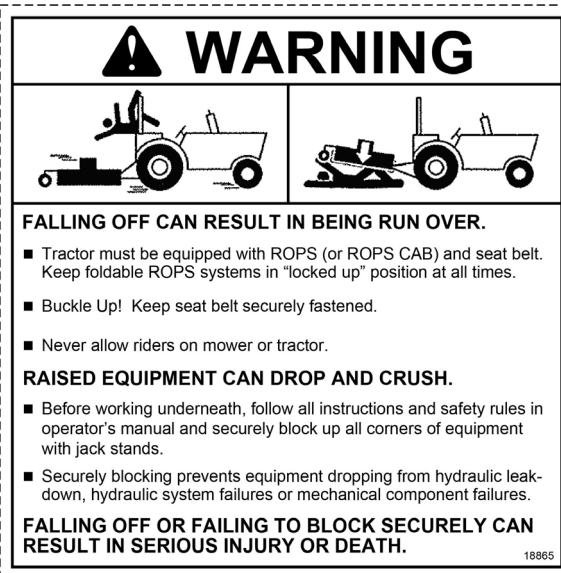 WARNING
FALLING OFF CAN RESULT IN BEING RUN OVER.
■ Tractor must be equipped with ROPS (or ROPS CAB) and seat belt.
Keep foldable ROPS systems in “locked up” position at all times.
■ Buckle Up! Keep seat belt securely fastened.
■ Never allow riders on mower or tractor.
RAISED EQUIPMENT CAN DROP AND CRUSH.
■ Before working underneath, follow all instructions and safety rules in
operator’s manual and securely block up all corners of equipment
with jack stands.
■ Securely blocking prevents equipment dropping from hydraulic leak-
down, hydraulic system failures or mechanical component failures.
FALLING OFF OR FAILING TO BLOCK SECURELY CAN
RESULT IN SERIOUS INJURY OR DEATH.
18865